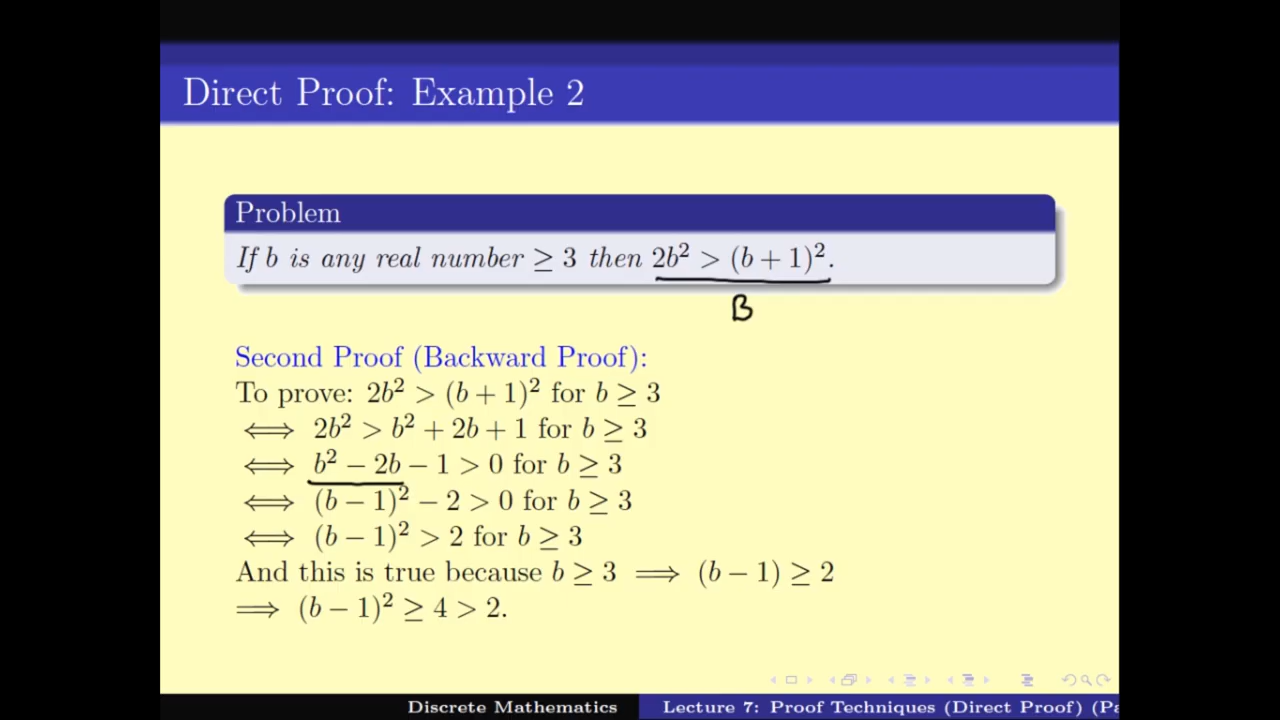 Direct Proof: Example 2
Problem
If b is any real number ≥ 3 then 2b² > (b + 1)².
B
Second Proof (Backward Proof):
To prove: 2b² > (b + 1)² for b ≥ 3
⟺ 2b² > b² + 2b + 1 for b ≥ 3
⟺ b² − 2b − 1 > 0 for b ≥ 3
⟺ (b − 1)² − 2 > 0 for b ≥ 3
⟺ (b − 1)² > 2 for b ≥ 3
And this is true because b ≥ 3 ⟹ (b − 1) ≥ 2
⟹ (b − 1)² ≥ 4 > 2.
Discrete Mathematics Lecture 7: Proof Techniques (Direct Proof) (Pa